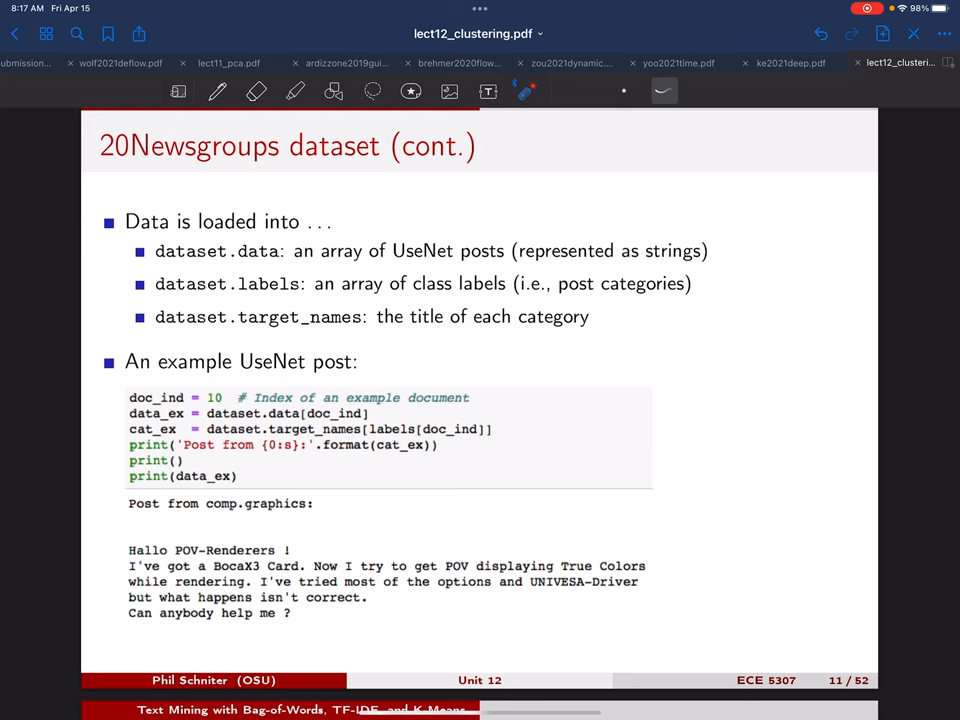 8:17 AM Fri Apr 15
98%
lect12_clustering.pdf
ubmission...
× wolf2021deflow.pdf
× lect11_pca.pdf
× ardizzone2019gui...
× brehmer2020flow...
× zou2021dynamic....
× yoo2021time.pdf
× ke2021deep.pdf
× lect12_clusteri...
20Newsgroups dataset (cont.)
Data is loaded into ...
dataset.data: an array of UseNet posts (represented as strings)
dataset.labels: an array of class labels (i.e., post categories)
dataset.target_names: the title of each category
An example UseNet post:
doc_ind = 10 # Index of an example document
data_ex = dataset.data[doc_ind]
cat_ex = dataset.target_names[labels[doc_ind]]
print('Post from {0:s}:'.format(cat_ex))
print()
print(data_ex)
Post from comp.graphics:
Hallo POV-Renderers !
I've got a BocaX3 Card. Now I try to get POV displaying True Colors
while rendering. I've tried most of the options and UNIVESA-Driver
but what happens isn't correct.
Can anybody help me ?
Phil Schniter (OSU)
Unit 12
ECE 5307
11 / 52
Text Mining with Bag-of-Words, TF-IDF, and K-Means